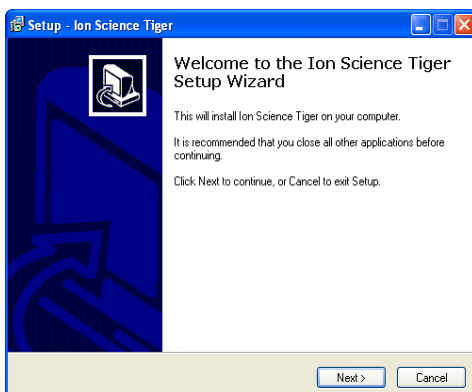 Setup - Ion Science Tiger
Welcome to the Ion Science Tiger
Setup Wizard
This will install Ion Science Tiger on your computer.
It is recommended that you close all other applications before
continuing.
Click Next to continue, or Cancel to exit Setup.
Next >
Cancel